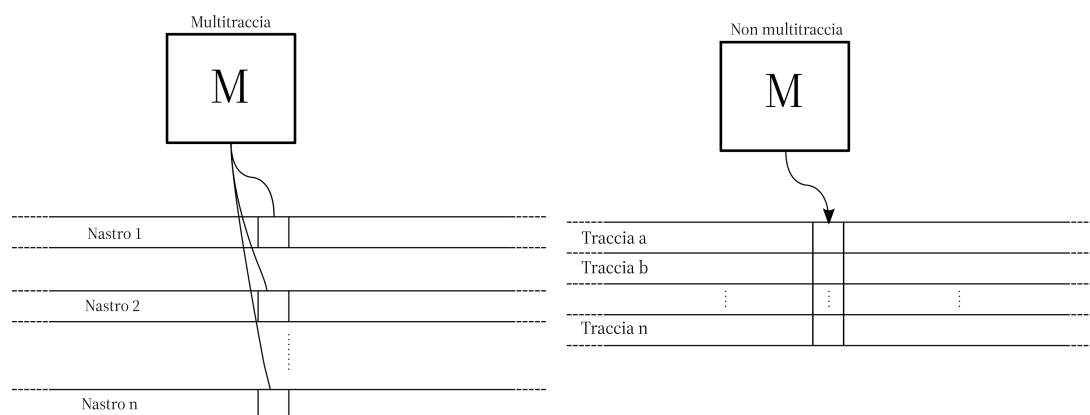 Multitraccia
M
Nastro 1
Nastro 2
Nastro n
Non multitraccia
M
Traccia a
Traccia b
Traccia n